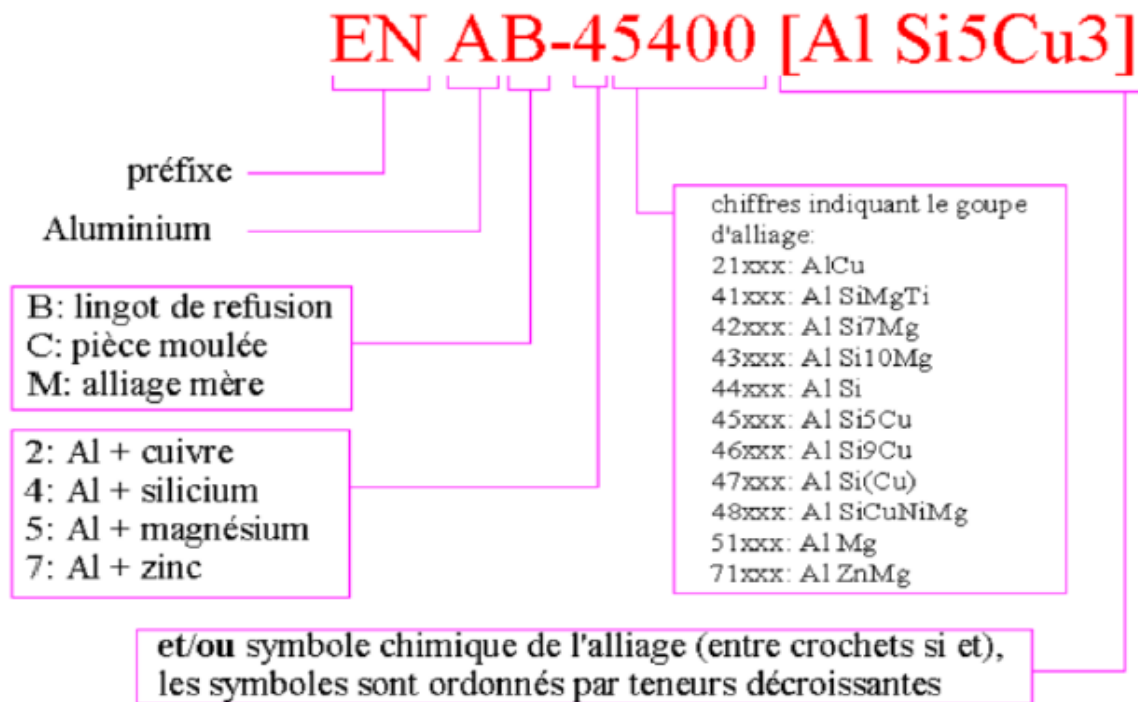 EN AB-45400 [Al Si5Cu3]
préfixe
Aluminium
B: lingot de refusion
C: pièce moulée
M: alliage mère
2: Al + cuivre
4: Al + silicium
5: Al + magnésium
7: Al + zinc
chiffres indiquant le goupe
d'alliage:
21xxx: AlCu
41xxx: Al SiMgTi
42xxx: Al Si7Mg
43xxx: Al Si10Mg
44xxx: Al Si
45xxx: Al Si5Cu
46xxx: Al Si9Cu
47xxx: Al Si(Cu)
48xxx: Al SiCuNiMg
51xxx: Al Mg
71xxx: Al ZnMg
et/ou symbole chimique de l'alliage (entre crochets si et),
les symboles sont ordonnés par teneurs décroissantes